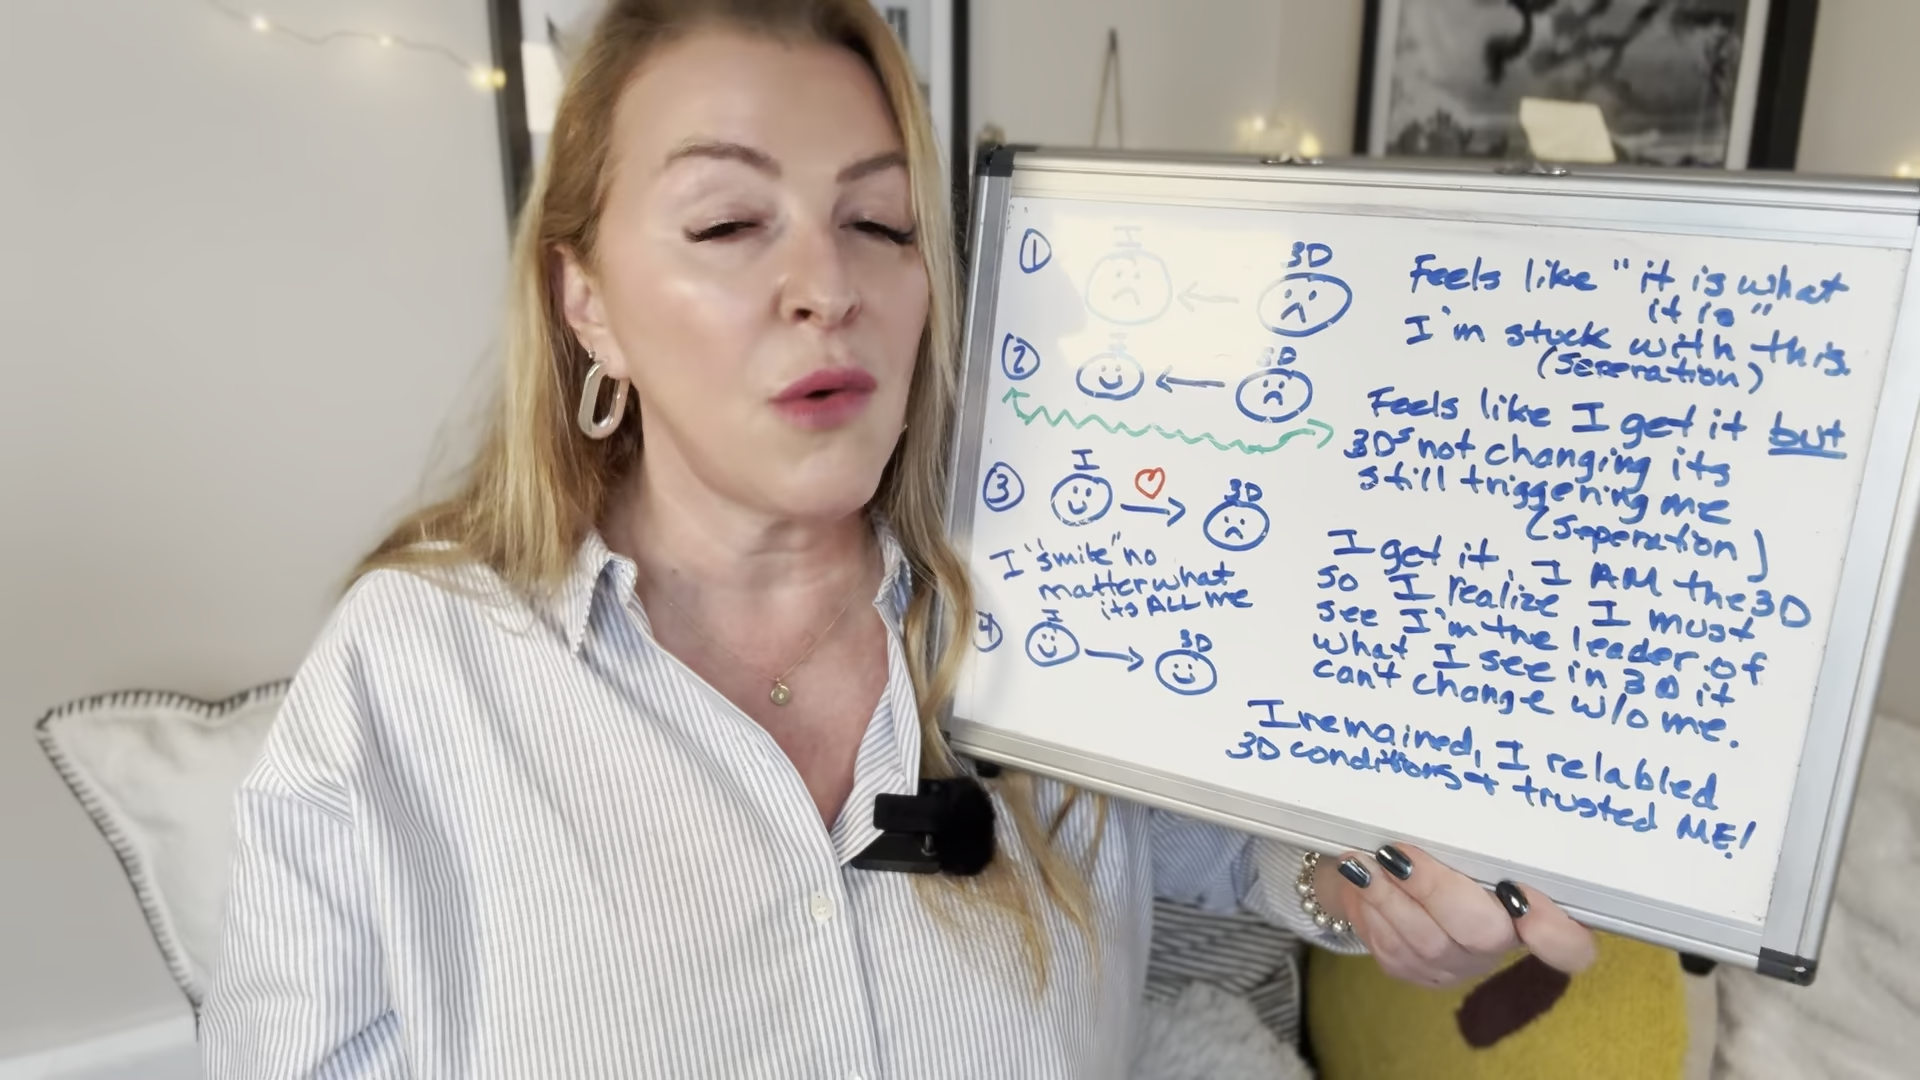 ① I 3D
Feels like "it is what
it is"
I'm stuck with this.
(Seperation)
② I 3D
Feels like I get it but
3D's not changing its
still triggering me
(Seperation)
③ I 3D
I "smile" no
matter what
its ALL me
I get it, I AM the 3D
so I realize I must
see I'm the leader of
what I see in 3D it
can't change w/o me.
④ I 3D
I remained, I relabled
3D conditions + trusted ME!